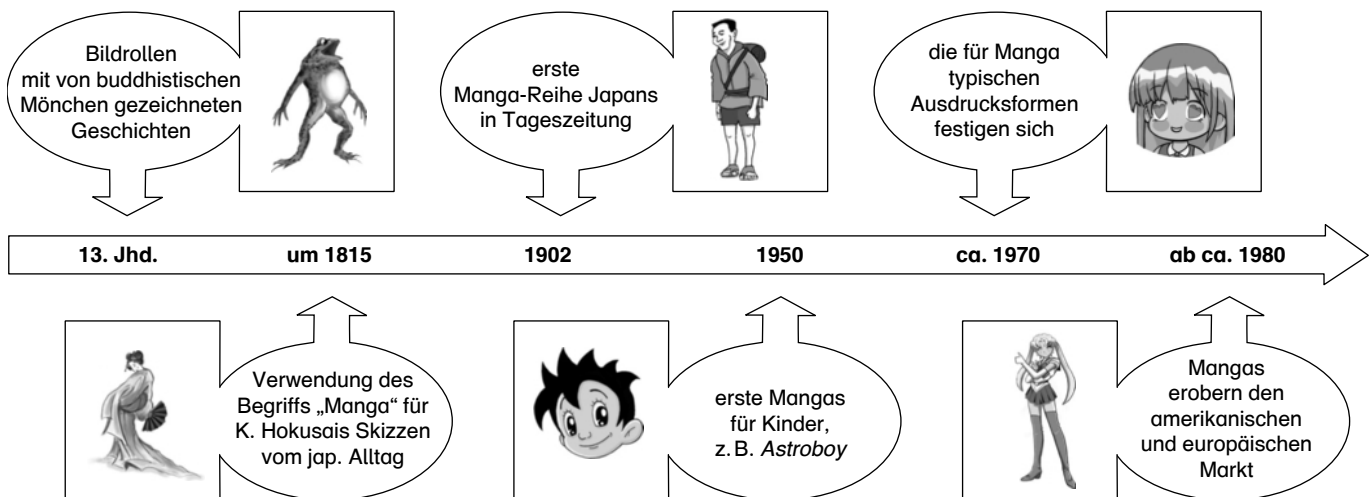 Bildrollen
mit von buddhistischen
Mönchen gezeichneten
Geschichten
erste
Manga-Reihe Japans
in Tageszeitung
die für Manga
typischen
Ausdrucksformen
festigen sich
13. Jhd.
um 1815
1902
1950
ca. 1970
ab ca. 1980
Verwendung des
Begriffs „Manga“ für
K. Hokusais Skizzen
vom jap. Alltag
erste Mangas
für Kinder,
z. B. Astroboy
Mangas
erobern den
amerikanischen
und europäischen
Markt